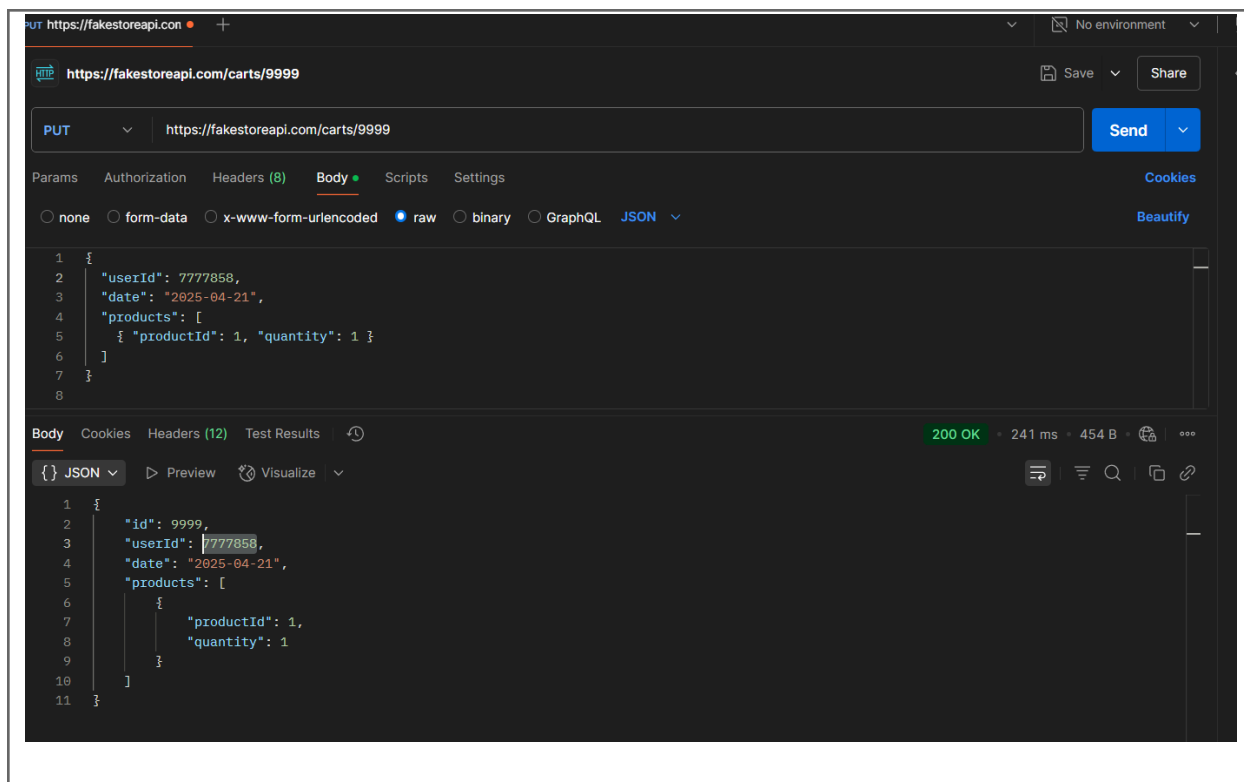 PUT https://fakestoreapi.con
No environment
HTTP https://fakestoreapi.com/carts/9999
Save Share
PUT https://fakestoreapi.com/carts/9999 Send
Params Authorization Headers (8) Body Scripts Settings Cookies
none form-data x-www-form-urlencoded raw binary GraphQL JSON Beautify
1 {
2 "userId": 7777858,
3 "date": "2025-04-21",
4 "products": [
5 { "productId": 1, "quantity": 1 }
6 ]
7 }
8
Body Cookies Headers (12) Test Results 200 OK 241 ms 454 B
{} JSON Preview Visualize
1 {
2 "id": 9999,
3 "userId": 7777858,
4 "date": "2025-04-21",
5 "products": [
6 {
7 "productId": 1,
8 "quantity": 1
9 }
10 ]
11 }